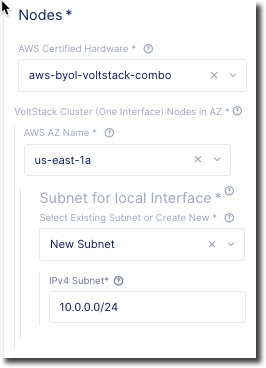 Nodes *
AWS Certified Hardware *
aws-byol-voltstack-combo
VoltStack Cluster (One Interface) Nodes in AZ *
AWS AZ Name *
us-east-1a
Subnet for local Interface *
Select Existing Subnet or Create New *
New Subnet
IPv4 Subnet*
10.0.0.0/24